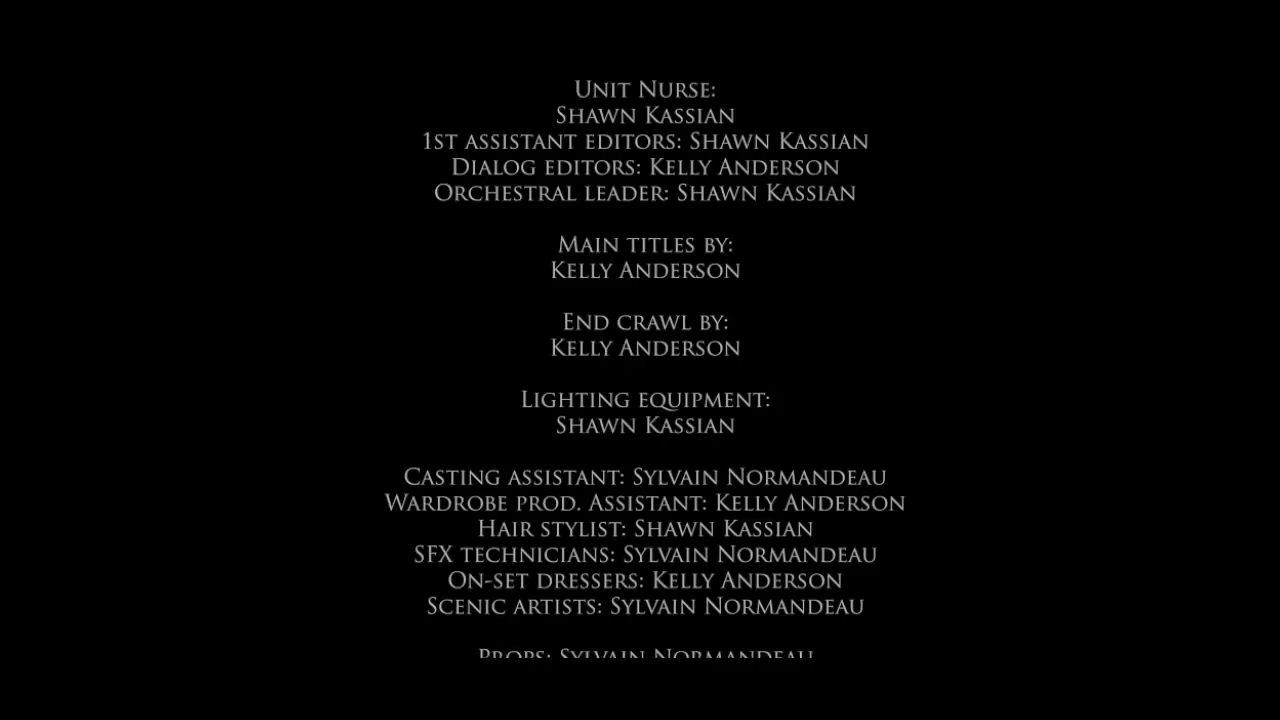 Unit Nurse:
Shawn Kassian
1st assistant editors: Shawn Kassian
Dialog editors: Kelly Anderson
Orchestral leader: Shawn Kassian
Main titles by:
Kelly Anderson
End crawl by:
Kelly Anderson
Lighting equipment:
Shawn Kassian
Casting assistant: Sylvain Normandeau
Wardrobe prod. Assistant: Kelly Anderson
Hair stylist: Shawn Kassian
SFX technicians: Sylvain Normandeau
On-set dressers: Kelly Anderson
Scenic artists: Sylvain Normandeau
Props: Sylvain Normandeau